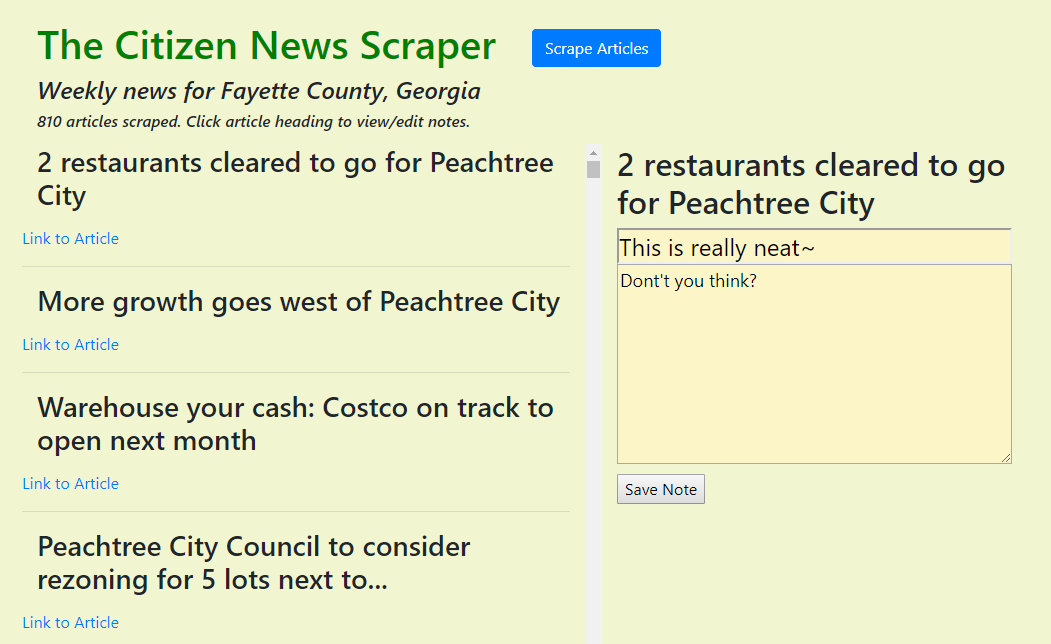 The Citizen News Scraper
Scrape Articles
Weekly news for Fayette County, Georgia
810 articles scraped. Click article heading to view/edit notes.
2 restaurants cleared to go for Peachtree
City
Link to Article
More growth goes west of Peachtree City
Link to Article
Warehouse your cash: Costco on track to
open next month
Link to Article
Peachtree City Council to consider
rezoning for 5 lots next to...
Link to Article
2 restaurants cleared to go
for Peachtree City
This is really neat~
Dont't you think?
Save Note